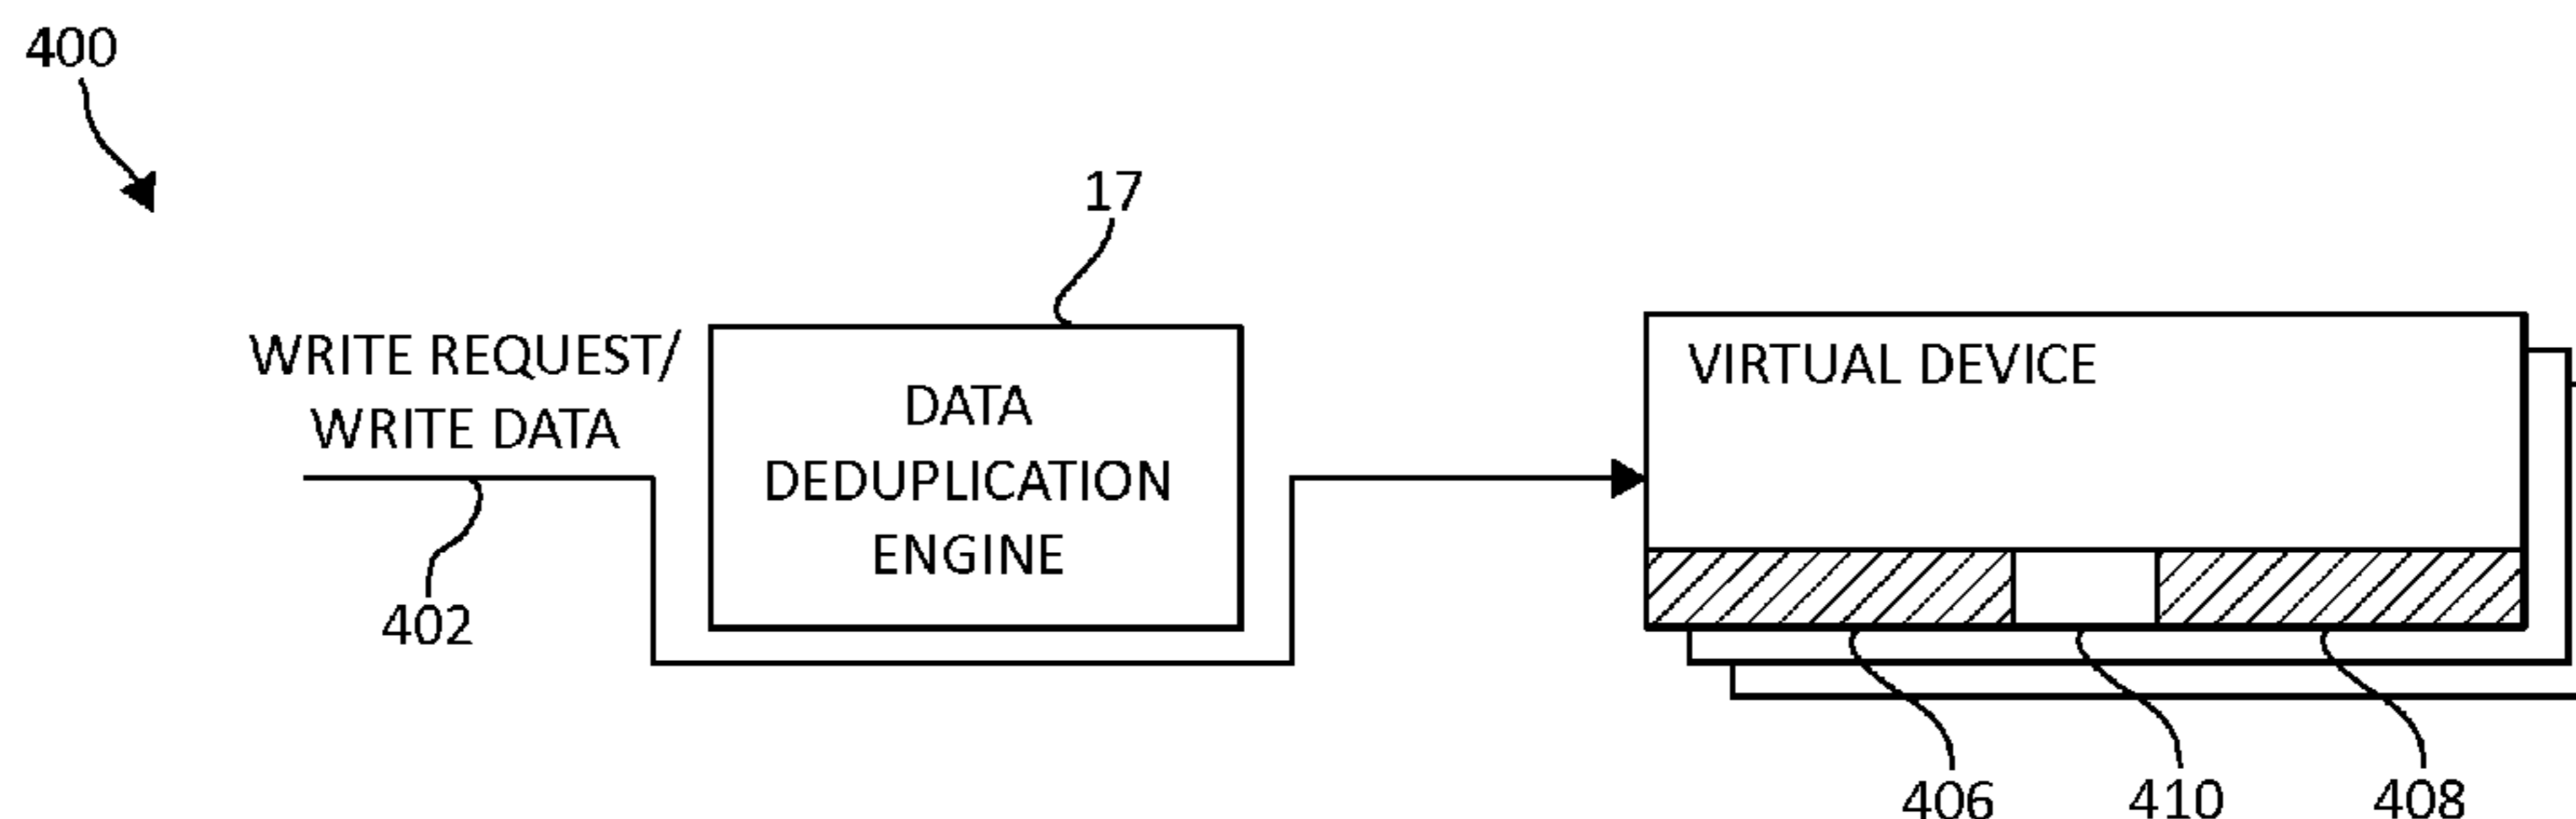 400
17
WRITE REQUEST/
WRITE DATA
DATA
DEDUPLICATION
ENGINE
VIRTUAL DEVICE
402
406
410
408